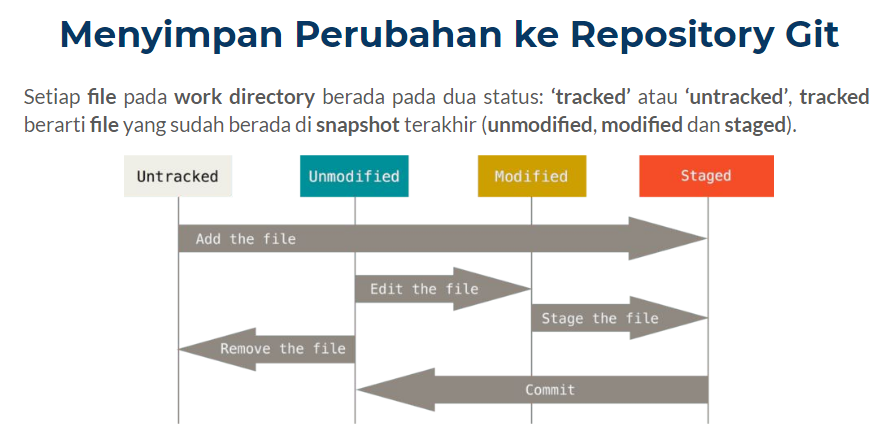 Menyimpan Perubahan ke Repository Git
Setiap file pada work directory berada pada dua status: ‘tracked’ atau ‘untracked’, tracked
berarti file yang sudah berada di snapshot terakhir (unmodified, modified dan staged).
Untracked
Unmodified
Modified
Staged
Add the file
Edit the file
Stage the file
Remove the file
Commit